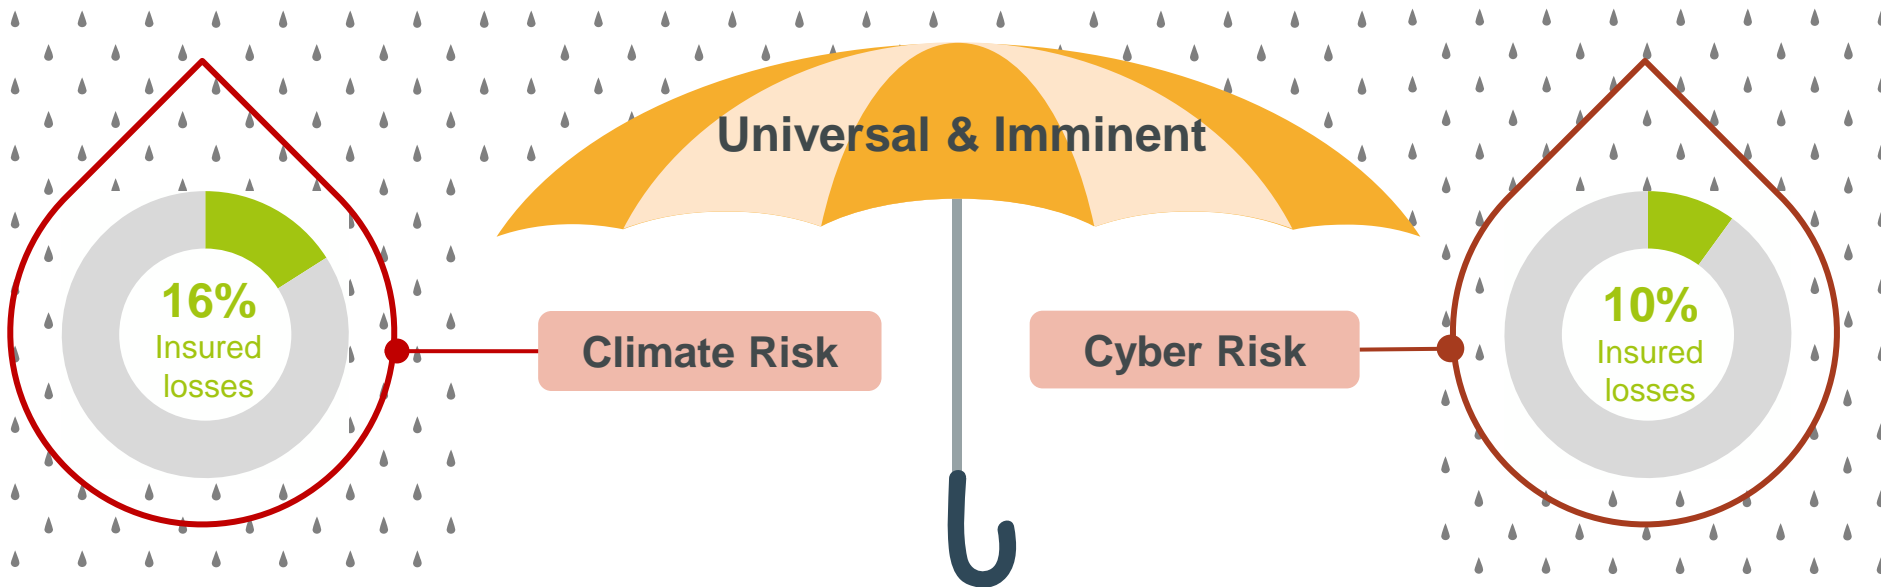 Universal & Imminent
16%
Insured
losses
Climate Risk
Cyber Risk
10%
Insured
losses